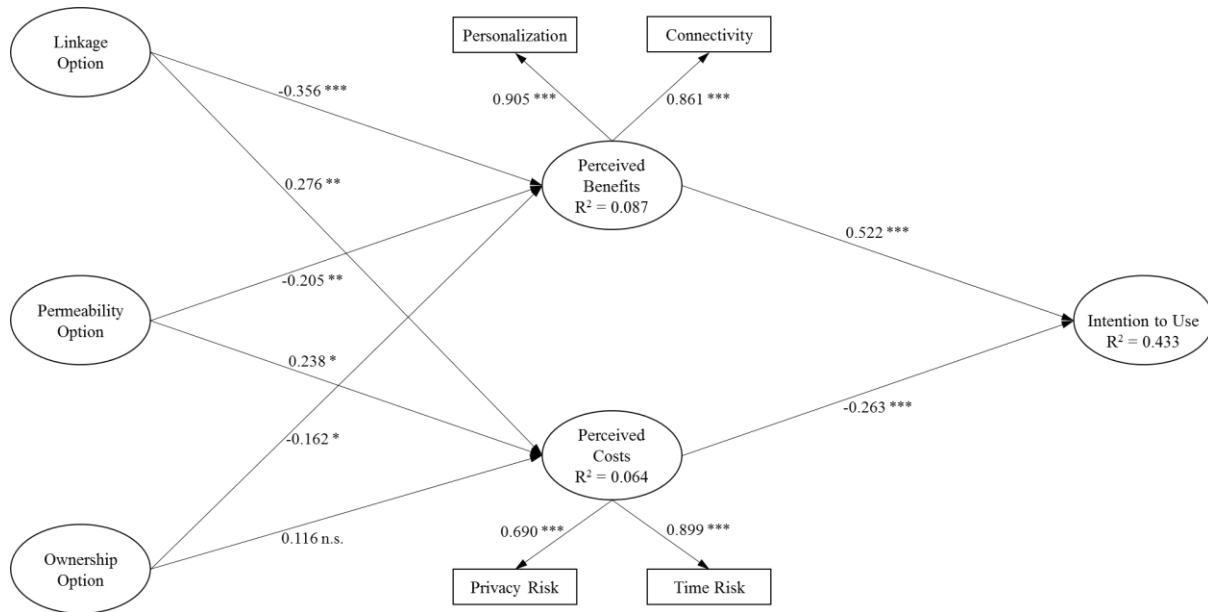 Linkage
Option
Personalization
Connectivity
-0.356 ***
0.905 ***
0.861 ***
Perceived
Benefits
R² = 0.087
0.276 **
0.522 ***
-0.205 **
Permeability
Option
Intention to Use
R² = 0.433
0.238 *
-0.263 ***
-0.162 *
Perceived
Costs
R² = 0.064
0.116 n.s.
0.690 ***
0.899 ***
Ownership
Option
Privacy Risk
Time Risk